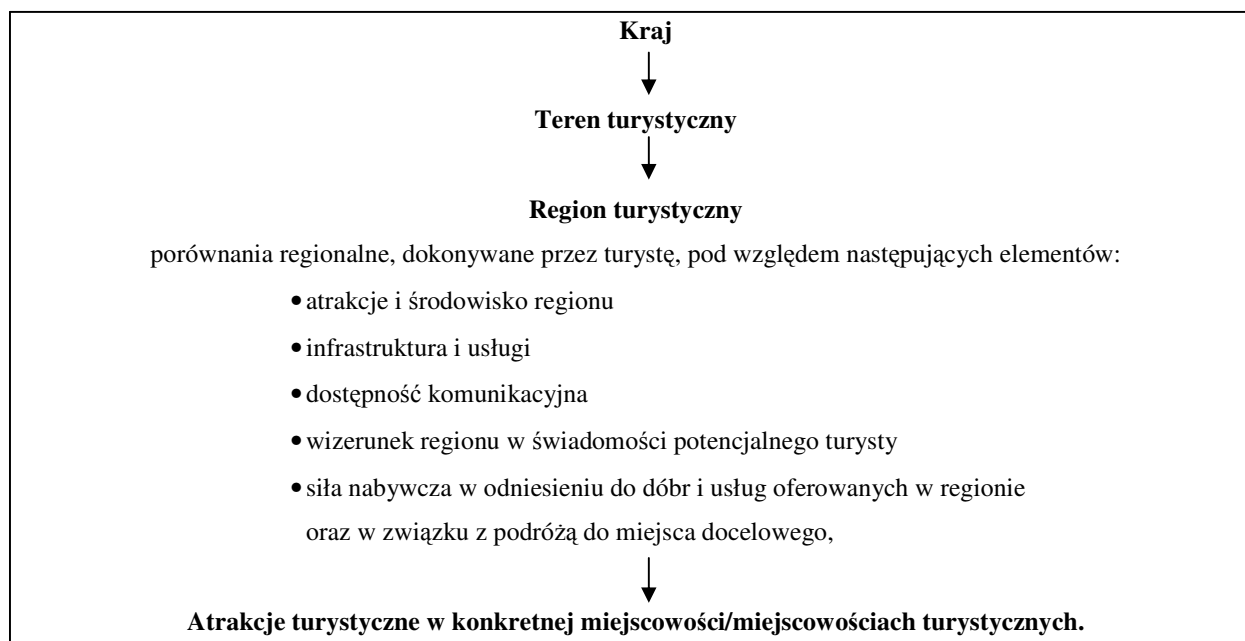 Kraj
Teren turystyczny
Region turystyczny
porównania regionalne, dokonywane przez turystę, pod względem następujących elementów:
• atrakcje i środowisko regionu
• infrastruktura i usługi
• dostępność komunikacyjna
• wizerunek regionu w świadomości potencjalnego turysty
• siła nabywcza w odniesieniu do dóbr i usług oferowanych w regionie
oraz w związku z podróżą do miejsca docelowego,
Atrakcje turystyczne w konkretnej miejscowości/miejscowościach turystycznych.